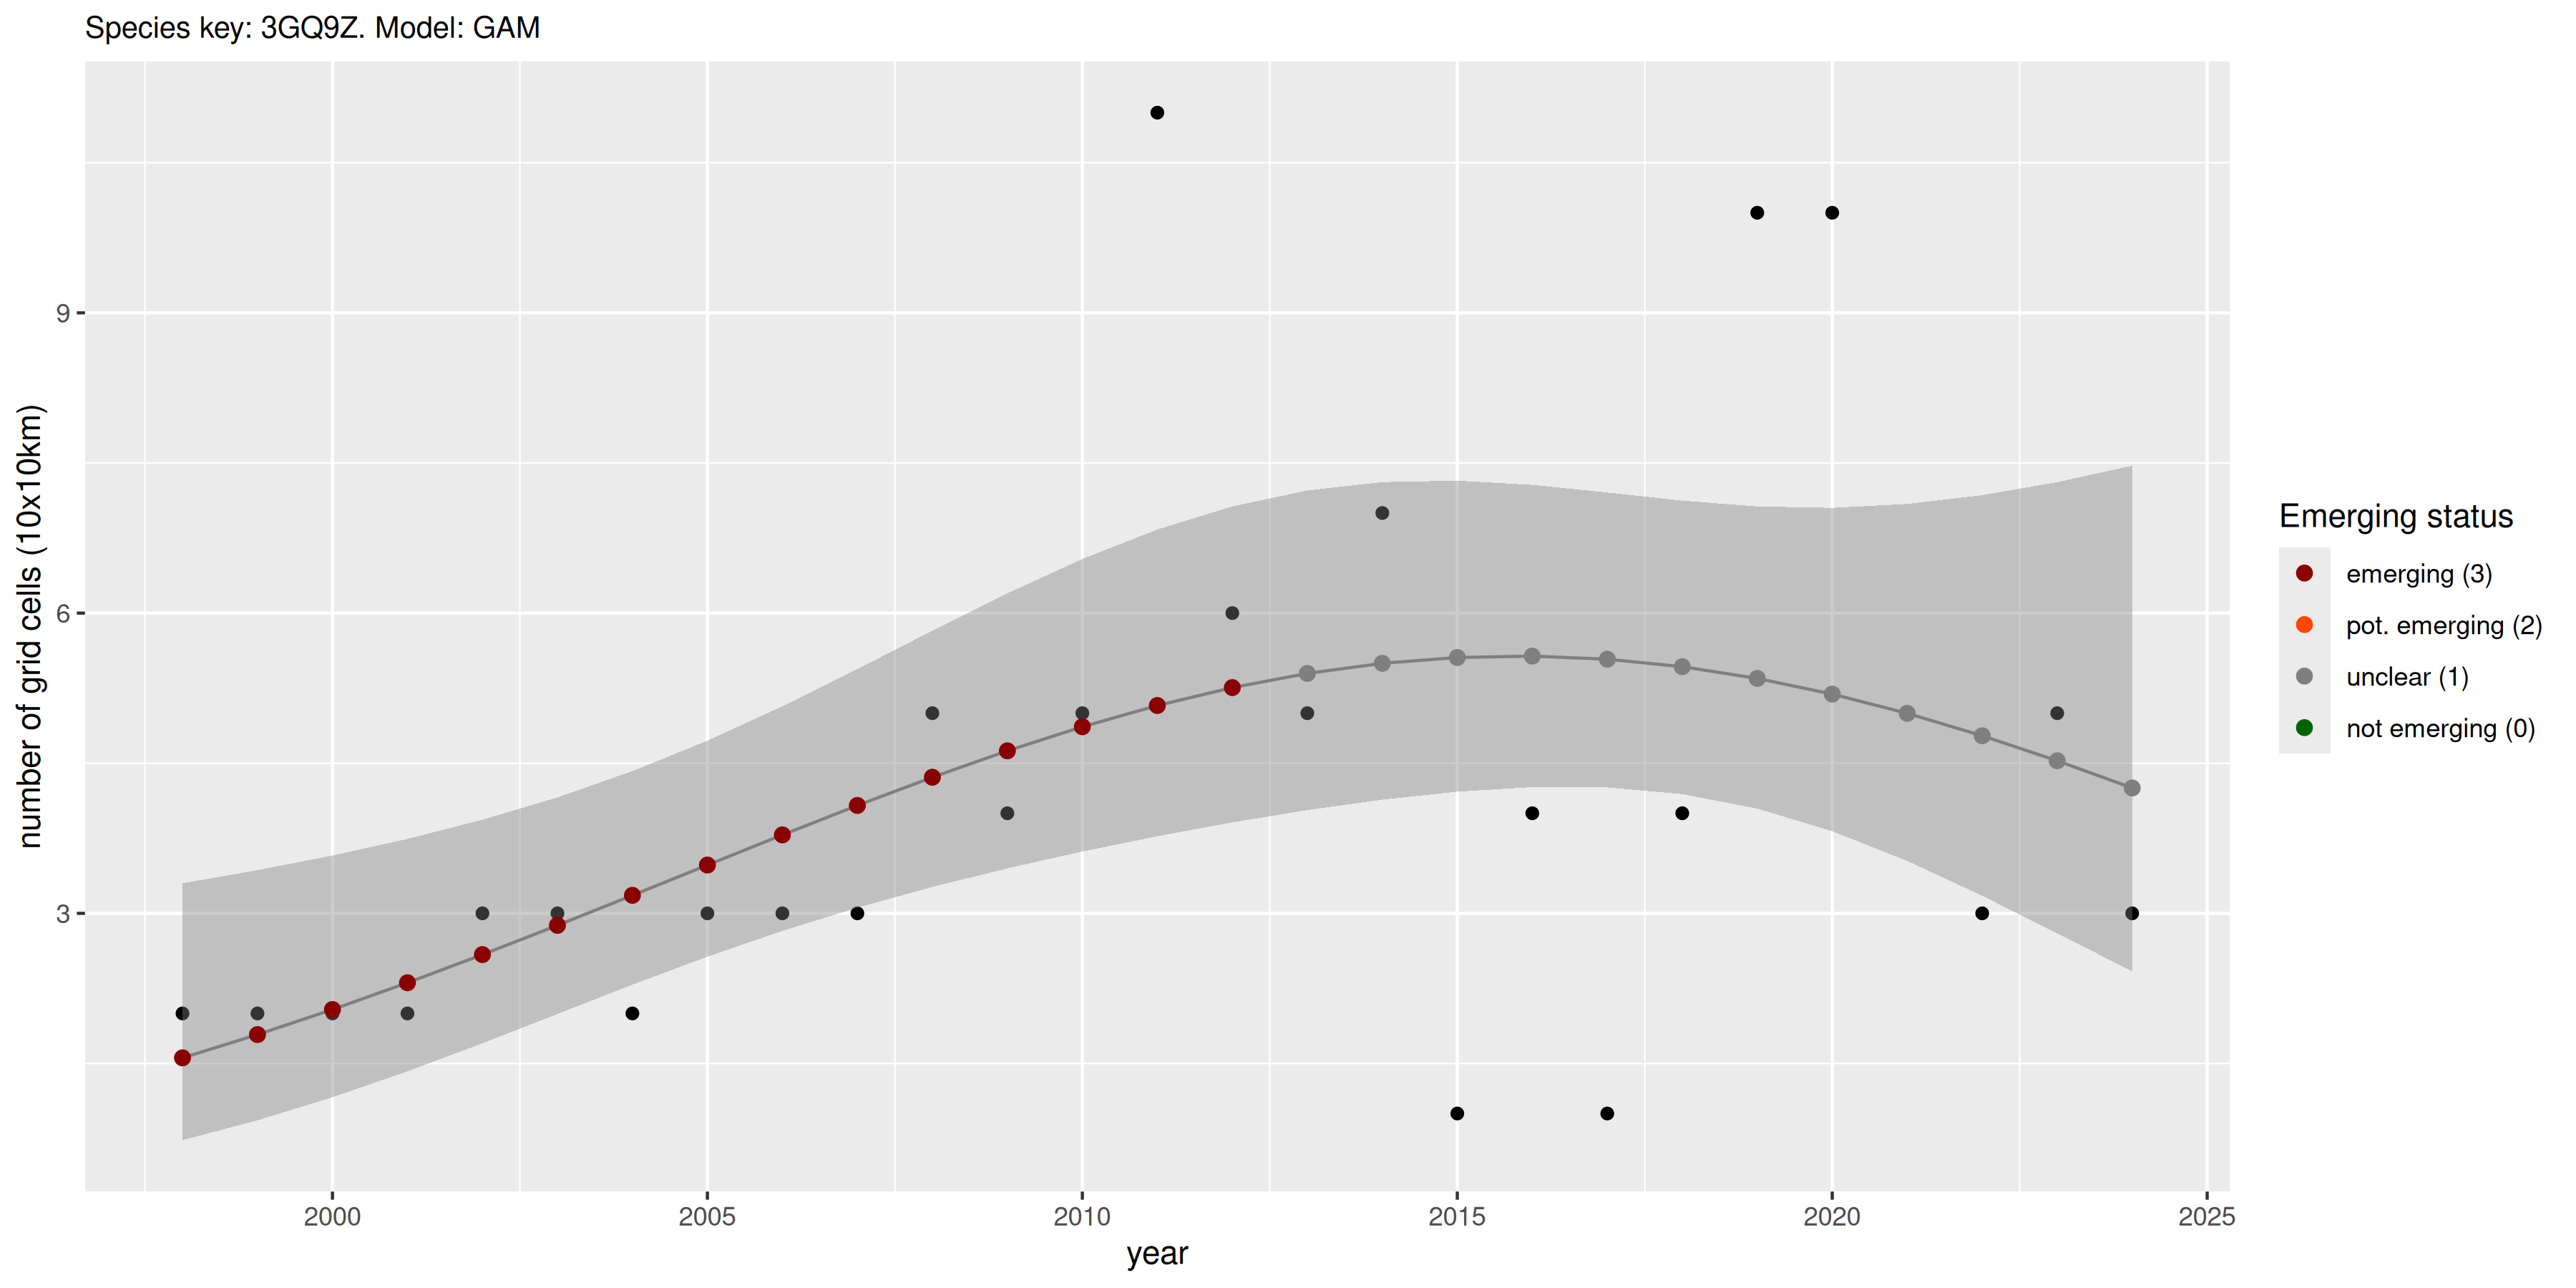 Species key: 3GQ9Z. Model: GAM
number of grid cells (10x10km)
9
6
3
2000
2005
2010
2015
2020
2025
year
Emerging status
emerging (3)
pot. emerging (2)
unclear (1)
not emerging (0)